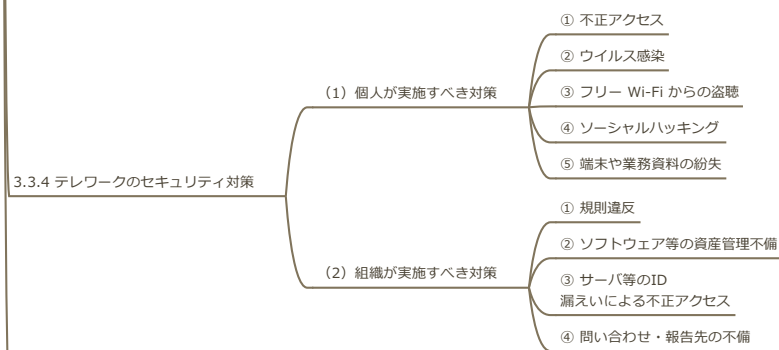 3.3.4 テレワークのセキュリティ対策
(1)個人が実施すべき対策
① 不正アクセス
② ウイルス感染
③ フリー Wi-Fi からの盗聴
④ ソーシャルハッキング
⑤ 端末や業務資料の紛失
(2)組織が実施すべき対策
① 規則違反
② ソフトウェア等の資産管理不備
③ サーバ等のID
漏えいによる不正アクセス
④ 問い合わせ・報告先の不備